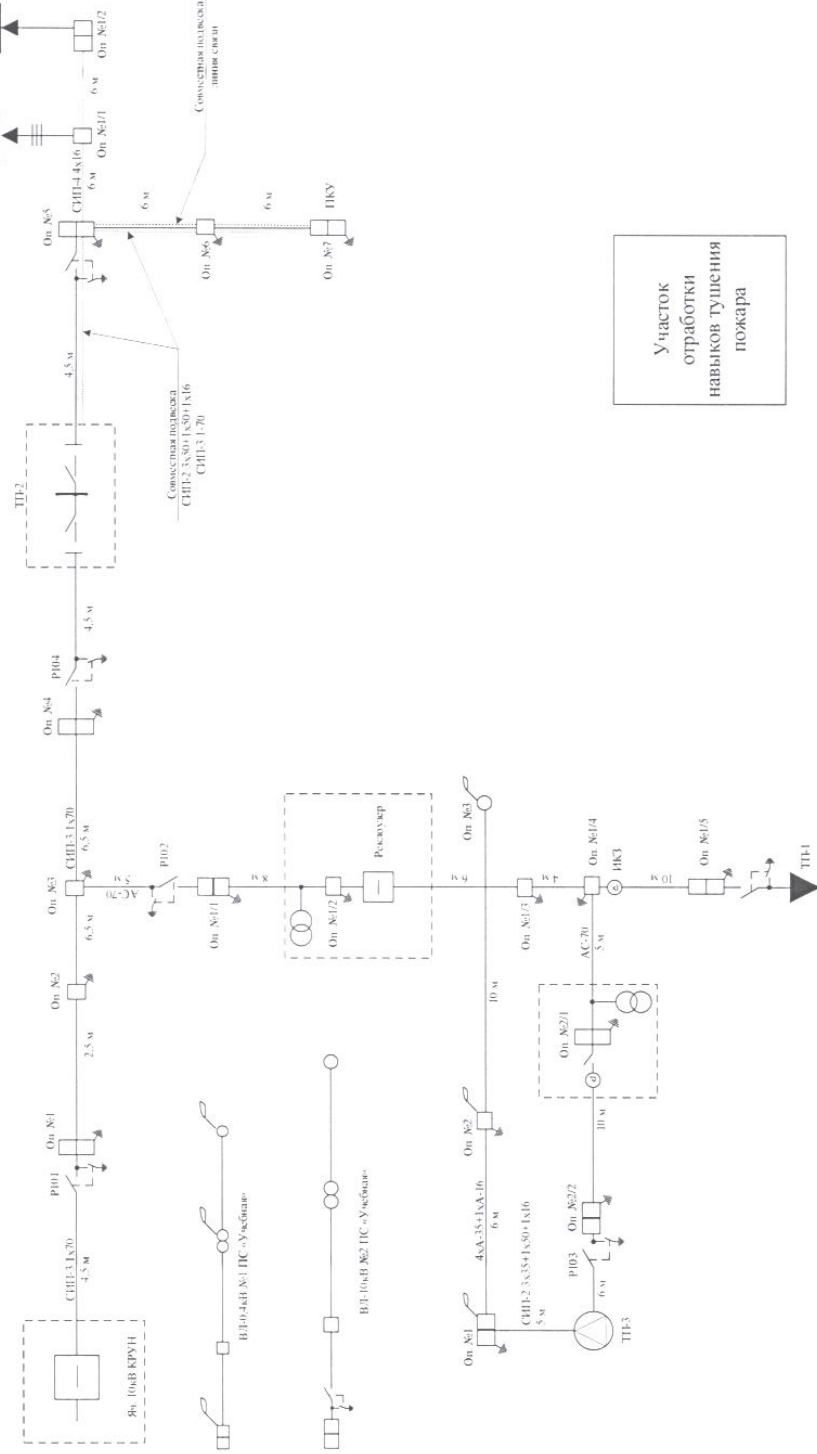 Яч. 10кВ КРУН
СИП-3 1х70
4,5 м
Р101
Оп №1
2,5 м
Оп №2
6,5 м
Оп №3
СИП-3 1х70
6,5 м
Оп №4
Р104
4,5 м
ТП-2
4,5 м
Оп №5
СИП-4 4х16
6 м
Оп №1/1
6 м
Оп №1/2
Совместная подвеска
СИП-2 3х50+1х50+1х16
СИП-3 1-70
Совместная подвеска
линия связи
6 м
Оп №6
6 м
Оп №7
ПКУ
АС-70
Р102
Оп №1/1
8 м
Оп №1/2
Реклоузер
6 м
Оп №1/3
4 м
Оп №1/4
ИКЗ
10 м
Оп №1/5
ТП-1
АС-70
5 м
Оп №2/1
10 м
Оп №2/2
Р103
6 м
ТП-3
СИП-2 3х35+1х50+1х16
5 м
Оп №1
4хА-35+1хА-16
6 м
Оп №2
10 м
Оп №3
ВЛ-0,4кВ №1 ПС «Учебная»
ВЛ-10кВ №2 ПС «Учебная»
Участок
отработки
навыков тушения
пожара